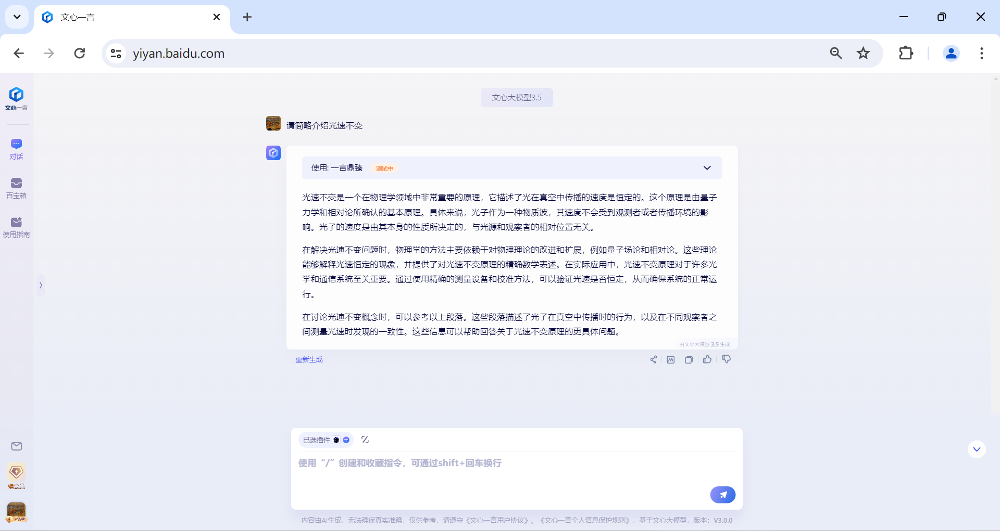 文心一言
yiyan.baidu.com
文心一言
对话
百宝箱
使用指南
续会员
VIP
文心大模型3.5
请简略介绍光速不变
使用: 一言鼎臻 测试中
光速不变是一个在物理学领域中非常重要的原理，它描述了光在真空中传播的速度是恒定的。这个原理是由量子
力学和相对论所确认的基本原理。具体来说，光子作为一种物质波，其速度不会受到观测者或者传播环境的影
响。光子的速度是由其本身的性质所决定的，与光源和观察者的相对位置无关。
在解决光速不变问题时，物理学的方法主要依赖于对物理理论的改进和扩展，例如量子场论和相对论。这些理论
能够解释光速恒定的现象，并提供了对光速不变原理的精确数学表述。在实际应用中，光速不变原理对于许多光
学和通信系统至关重要。通过使用精确的测量设备和校准方法，可以验证光速是否恒定，从而确保系统的正常运
行。
在讨论光速不变概念时，可以参考以上段落。这些段落描述了光子在真空中传播时的行为，以及在不同观察者之
间测量光速时发现的一致性。这些信息可以帮助回答关于光速不变原理的更具体问题。
由文心大模型 3.5 生成
重新生成
已选插件
使用“/”创建和收藏指令，可通过shift+回车换行
内容由AI生成，无法确保真实准确，仅供参考，请遵守《文心一言用户协议》、《文心一言个人信息保护规则》，基于文心大模型，版本：V3.0.0